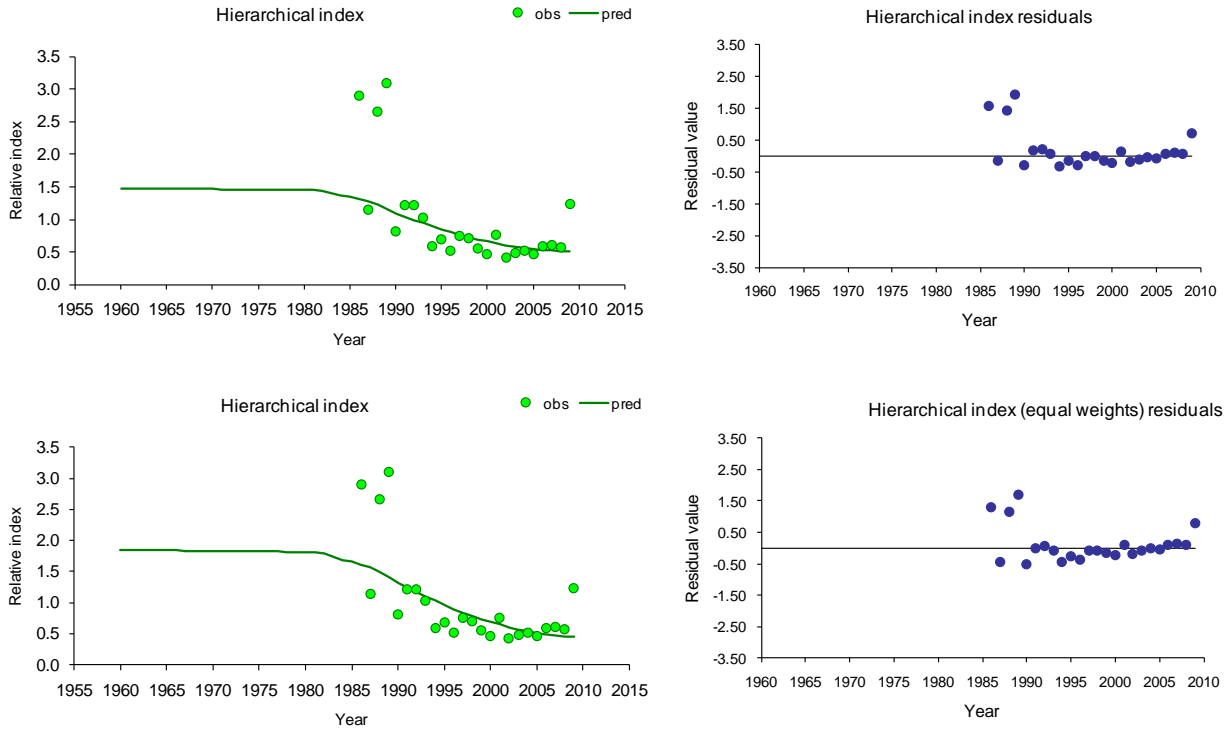 Hierarchical index
obs pred
3.5
3.0
2.5
2.0
1.5
1.0
0.5
0.0
Relative index
1955 1960 1965 1970 1975 1980 1985 1990 1995 2000 2005 2010 2015
Year
Hierarchical index residuals
3.50
2.50
1.50
0.50
-0.50
-1.50
-2.50
-3.50
Residual value
1960 1965 1970 1975 1980 1985 1990 1995 2000 2005 2010
Year
Hierarchical index
obs pred
3.5
3.0
2.5
2.0
1.5
1.0
0.5
0.0
Relative index
1955 1960 1965 1970 1975 1980 1985 1990 1995 2000 2005 2010 2015
Year
Hierarchical index (equal weights) residuals
3.50
2.50
1.50
0.50
-0.50
-1.50
-2.50
-3.50
Residual value
1960 1965 1970 1975 1980 1985 1990 1995 2000 2005 2010
Year